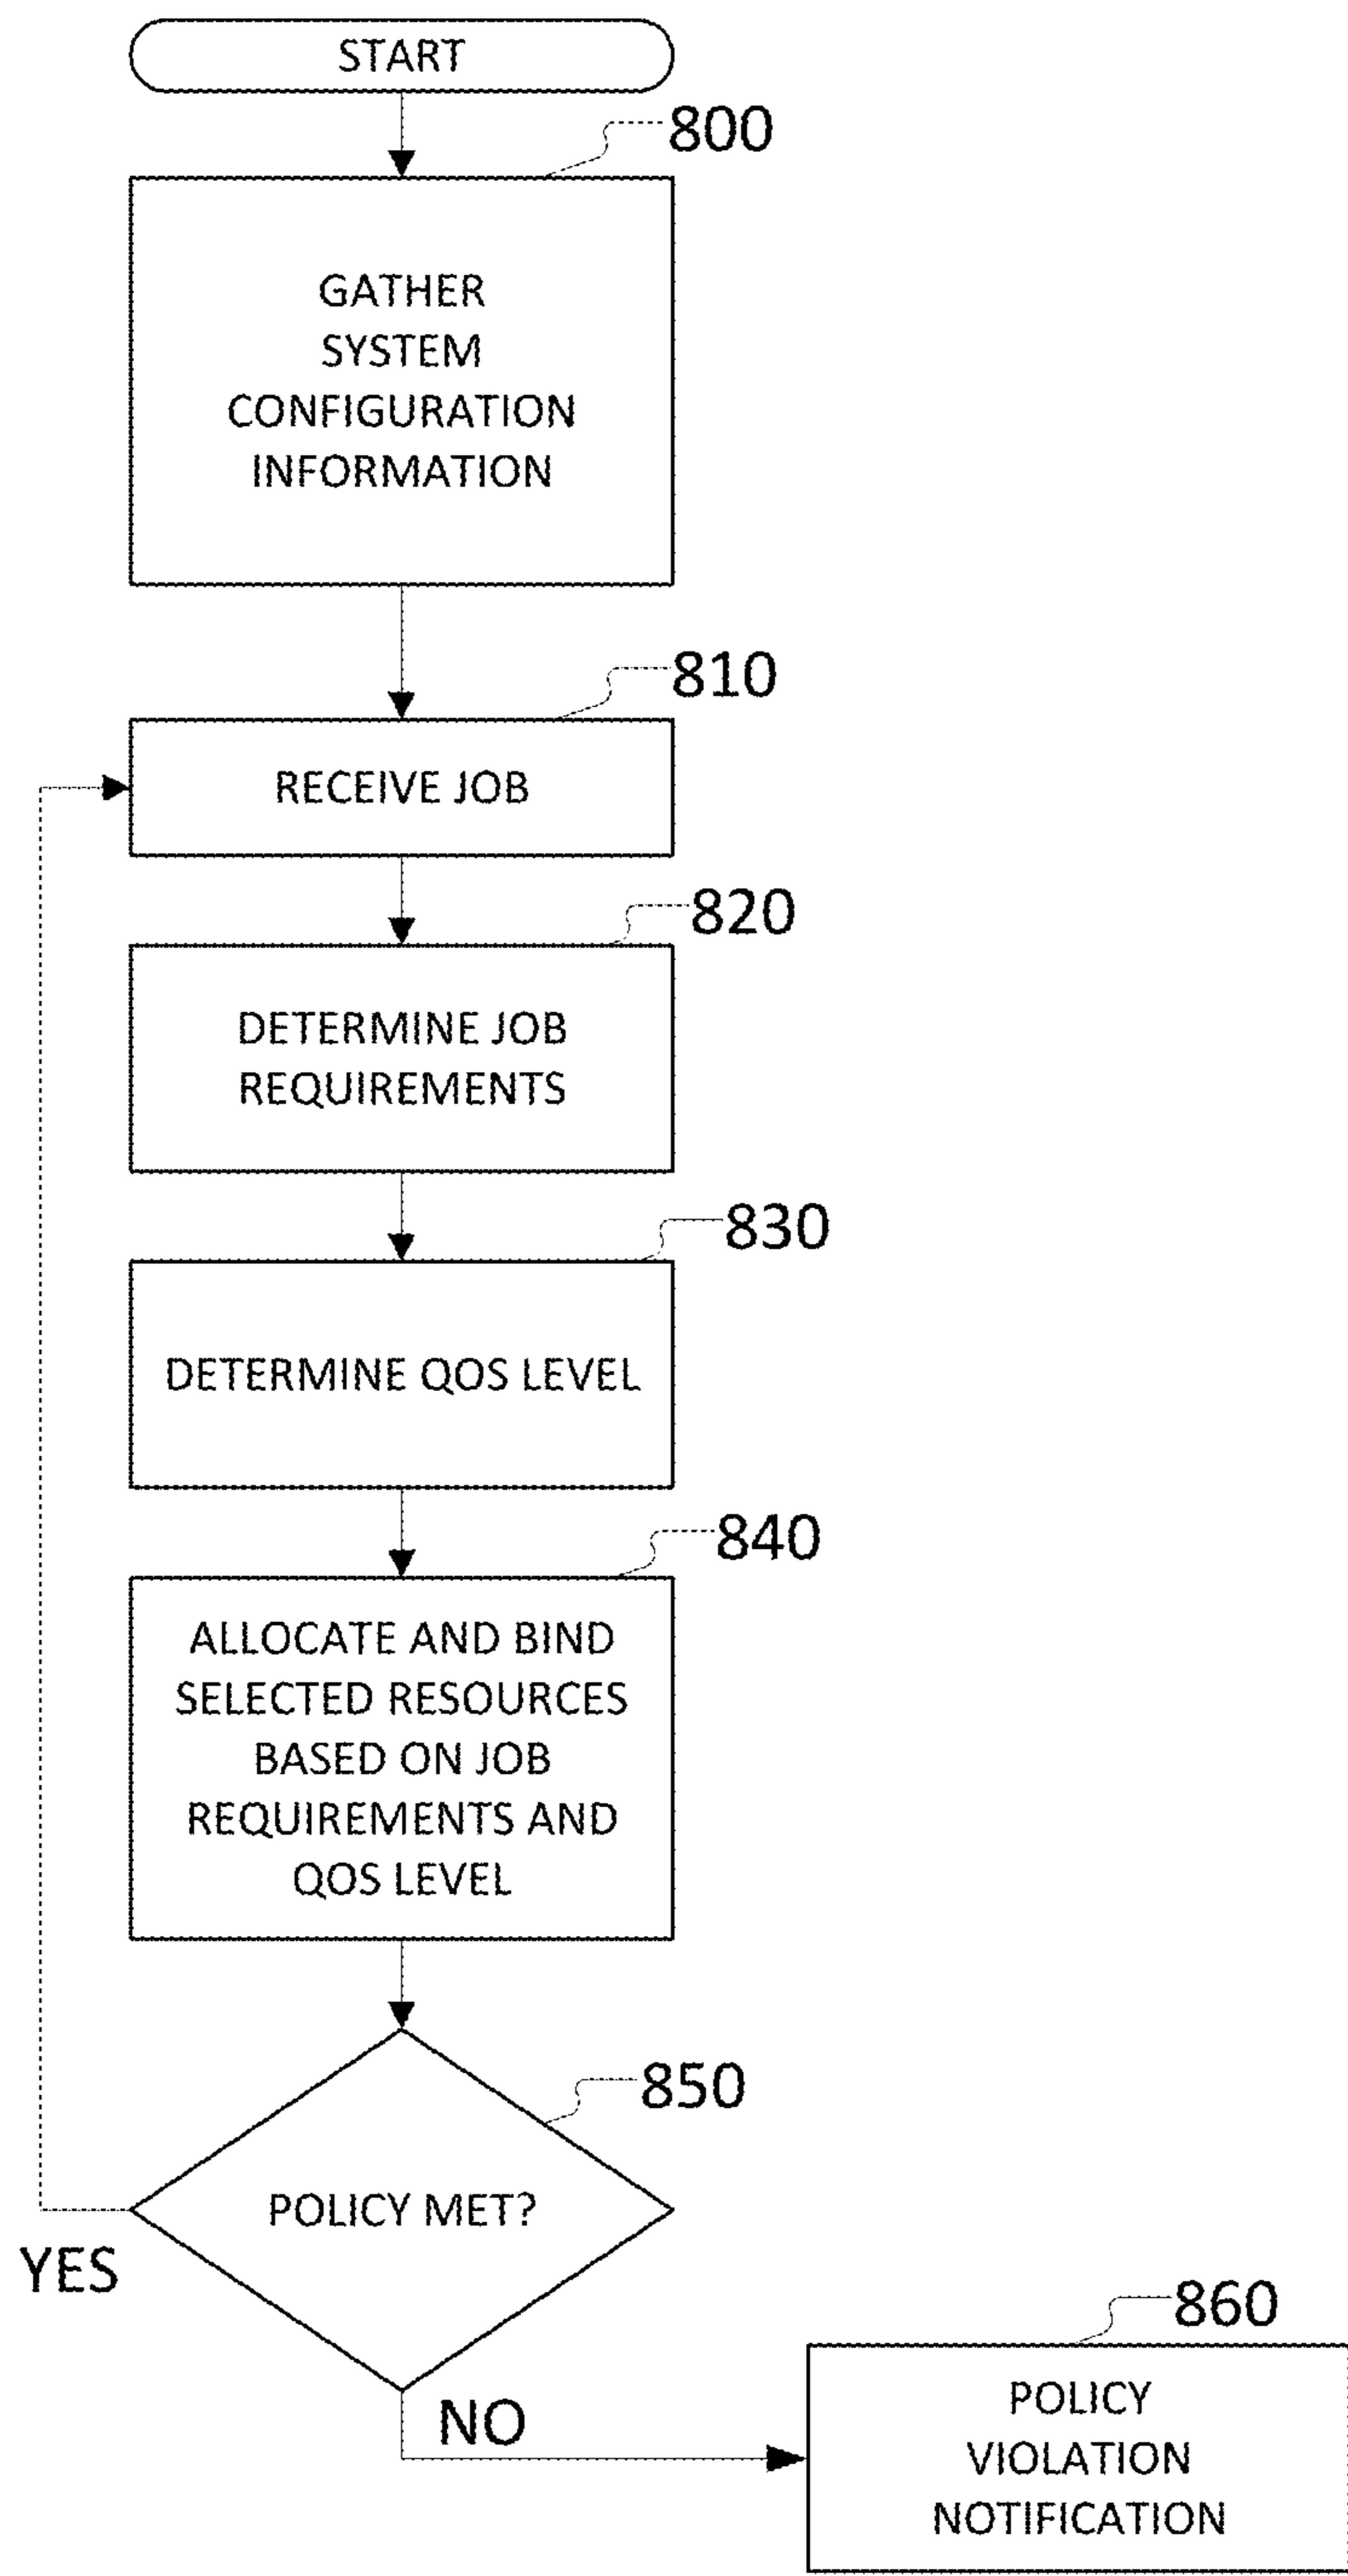 START
800
GATHER
SYSTEM
CONFIGURATION
INFORMATION
810
RECEIVE JOB
820
DETERMINE JOB
REQUIREMENTS
830
DETERMINE QOS LEVEL
840
ALLOCATE AND BIND
SELECTED RESOURCES
BASED ON JOB
REQUIREMENTS AND
QOS LEVEL
850
POLICY MET?
YES
NO
860
POLICY
VIOLATION
NOTIFICATION